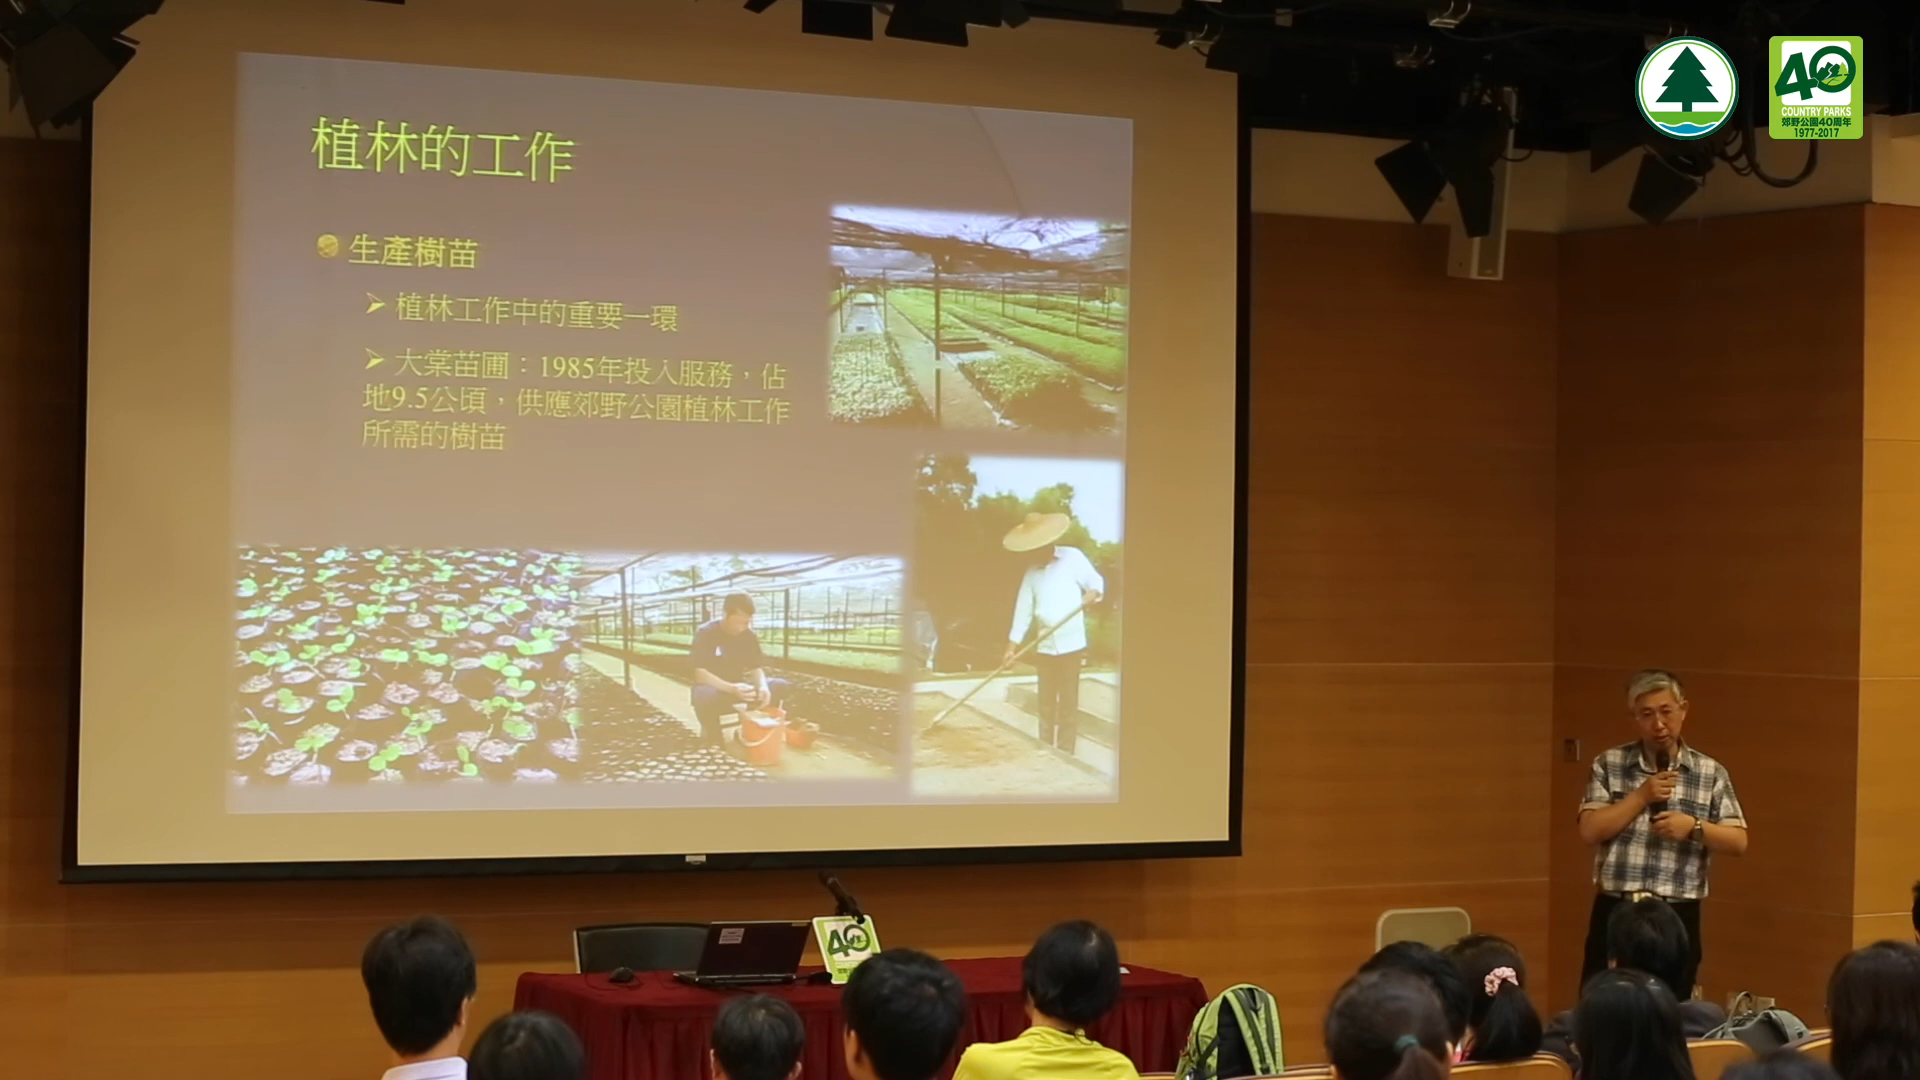 植林的工作
生產樹苗
➢ 植林工作中的重要一環
➢ 大棠苗圃：1985年投入服務，佔
地9.5公頃，供應郊野公園植林工作
所需的樹苗
40
COUNTRY PARKS
郊野公園40周年
1977-2017
40